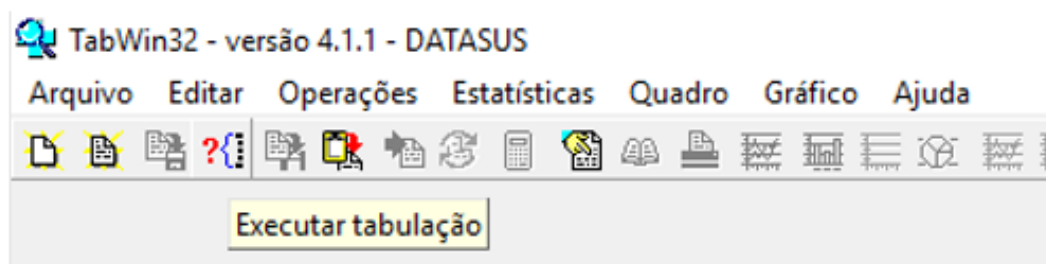 TabWin32 - versão 4.1.1 - DATASUS
Arquivo Editar Operações Estatísticas Quadro Gráfico Ajuda
?{
Executar tabulação